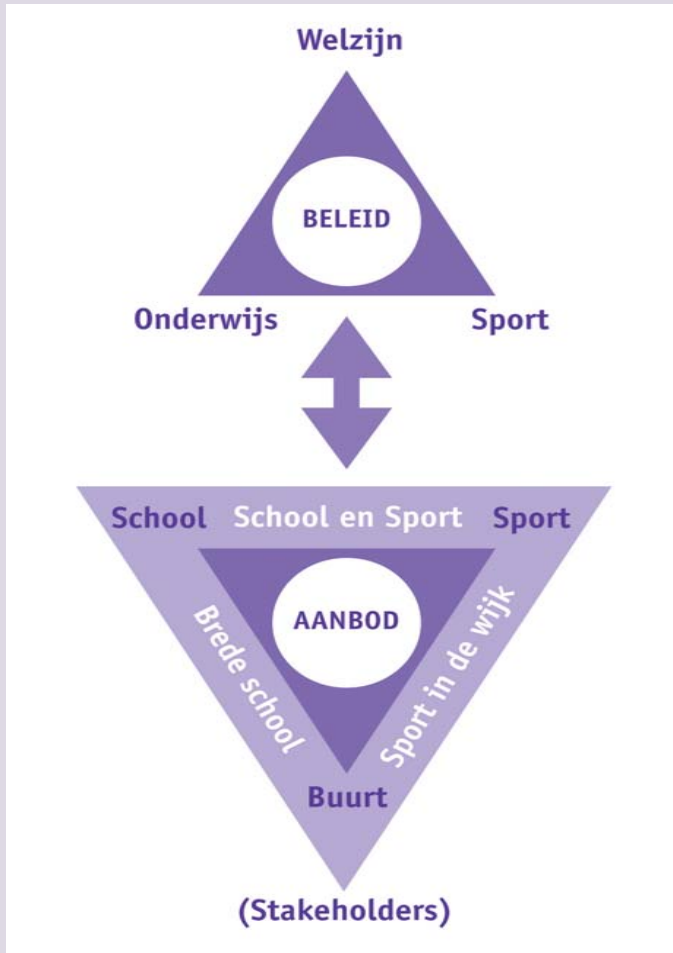 Welzijn
BELEID
Onderwijs
Sport
School
School en Sport
Sport
AANBOD
Brede school
Sport in de wijk
Buurt
(Stakeholders)